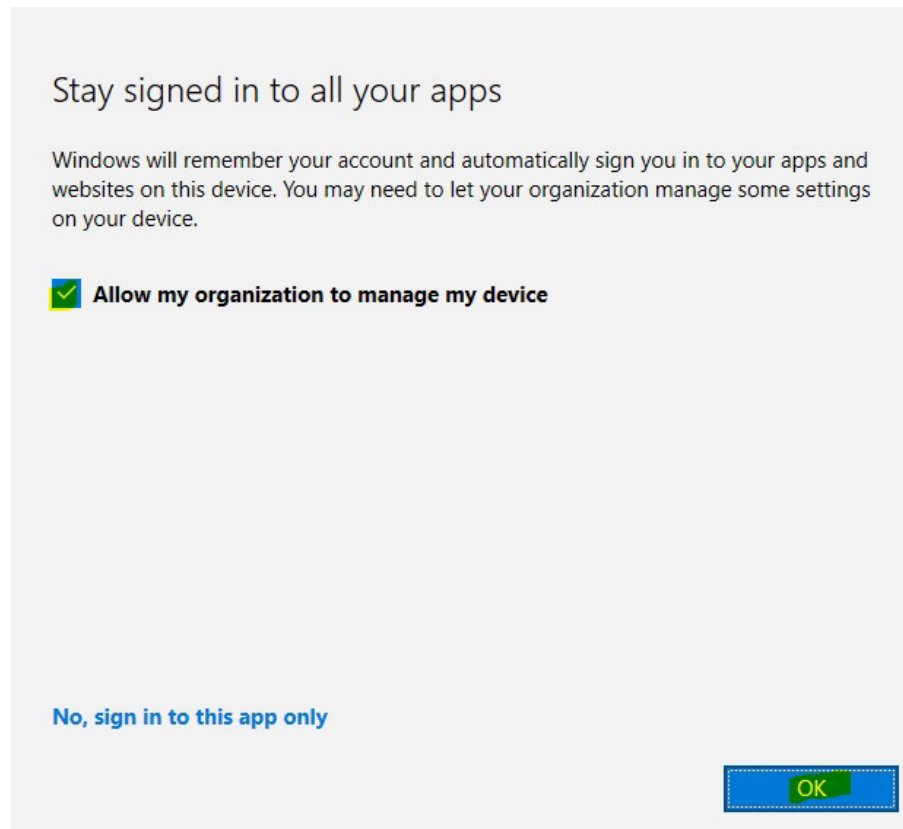 Stay signed in to all your apps
Windows will remember your account and automatically sign you in to your apps and
websites on this device. You may need to let your organization manage some settings
on your device.
Allow my organization to manage my device
No, sign in to this app only
OK